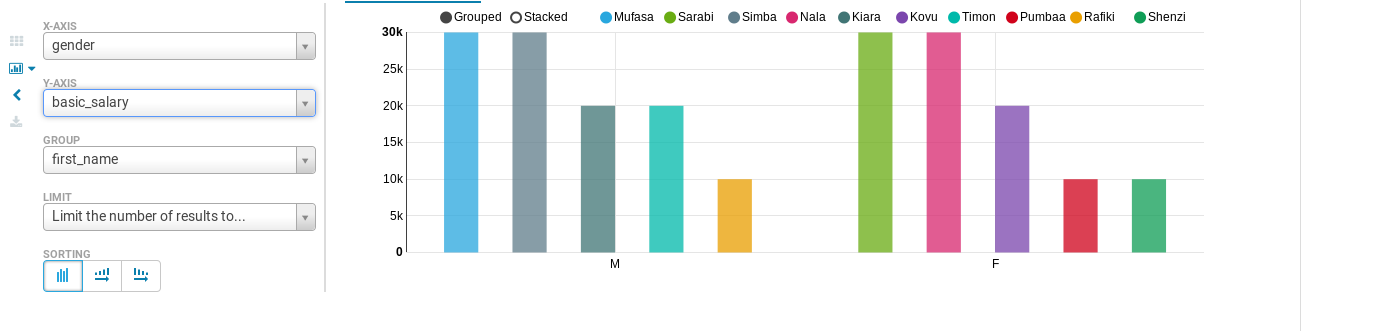 X-AXIS
gender
Y-AXIS
basic_salary
GROUP
first_name
LIMIT
Limit the number of results to...
SORTING
Grouped Stacked Mufasa Sarabi Simba Nala Kiara Kovu Timon Pumbaa Rafiki Shenzi
30k
25k
20k
15k
10k
5k
0
M F